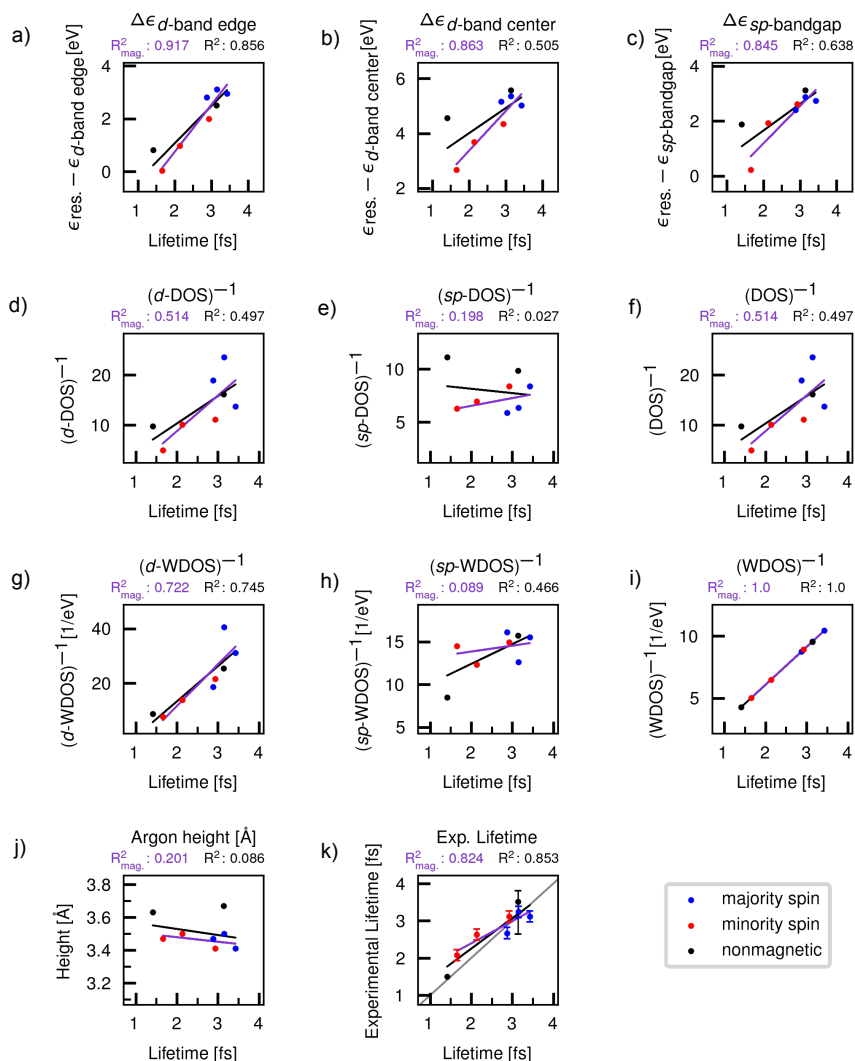 a)
Δϵd-band edge
R²mag. : 0.917 R² : 0.856
ϵres. − ϵd-band edge [eV]
4
2
0
1 2 3 4
Lifetime [fs]
b)
Δϵd-band center
R²mag. : 0.863 R² : 0.505
ϵres. − ϵd-band center [eV]
6
4
2
1 2 3 4
Lifetime [fs]
c)
Δϵsp-bandgap
R²mag. : 0.845 R² : 0.638
ϵres. − ϵsp-bandgap [eV]
4
2
0
1 2 3 4
Lifetime [fs]
d)
(d-DOS)−1
R²mag. : 0.514 R² : 0.497
(d-DOS)−1
20
10
1 2 3 4
Lifetime [fs]
e)
(sp-DOS)−1
R²mag. : 0.198 R² : 0.027
(sp-DOS)−1
10
5
1 2 3 4
Lifetime [fs]
f)
(DOS)−1
R²mag. : 0.514 R² : 0.497
(DOS)−1
20
10
1 2 3 4
Lifetime [fs]
g)
(d-WDOS)−1
R²mag. : 0.722 R² : 0.745
(d-WDOS)−1 [1/eV]
40
20
1 2 3 4
Lifetime [fs]
h)
(sp-WDOS)−1
R²mag. : 0.089 R² : 0.466
(sp-WDOS)−1 [1/eV]
15
10
5
1 2 3 4
Lifetime [fs]
i)
(WDOS)−1
R²mag. : 1.0 R² : 1.0
(WDOS)−1 [1/eV]
10
5
1 2 3 4
Lifetime [fs]
j)
Argon height [Å]
R²mag. : 0.201 R² : 0.086
Height [Å]
3.8
3.6
3.4
3.2
1 2 3 4
Lifetime [fs]
k)
Exp. Lifetime
R²mag. : 0.824 R² : 0.853
Experimental Lifetime [fs]
4
3
2
1
1 2 3 4
Lifetime [fs]
majority spin
minority spin
nonmagnetic